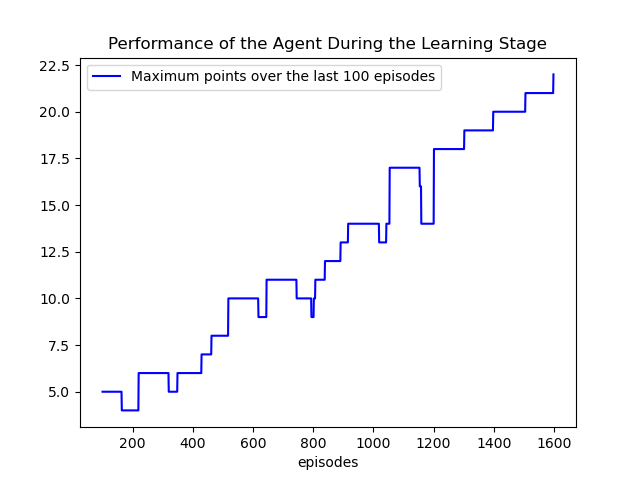 Performance of the Agent During the Learning Stage
Maximum points over the last 100 episodes
22.5
20.0
17.5
15.0
12.5
10.0
7.5
5.0
200 400 600 800 1000 1200 1400 1600
episodes